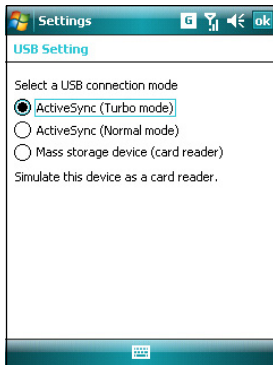 Settings
G
ok
USB Setting
Select a USB connection mode
ActiveSync (Turbo mode)
ActiveSync (Normal mode)
Mass storage device (card reader)
Simulate this device as a card reader.